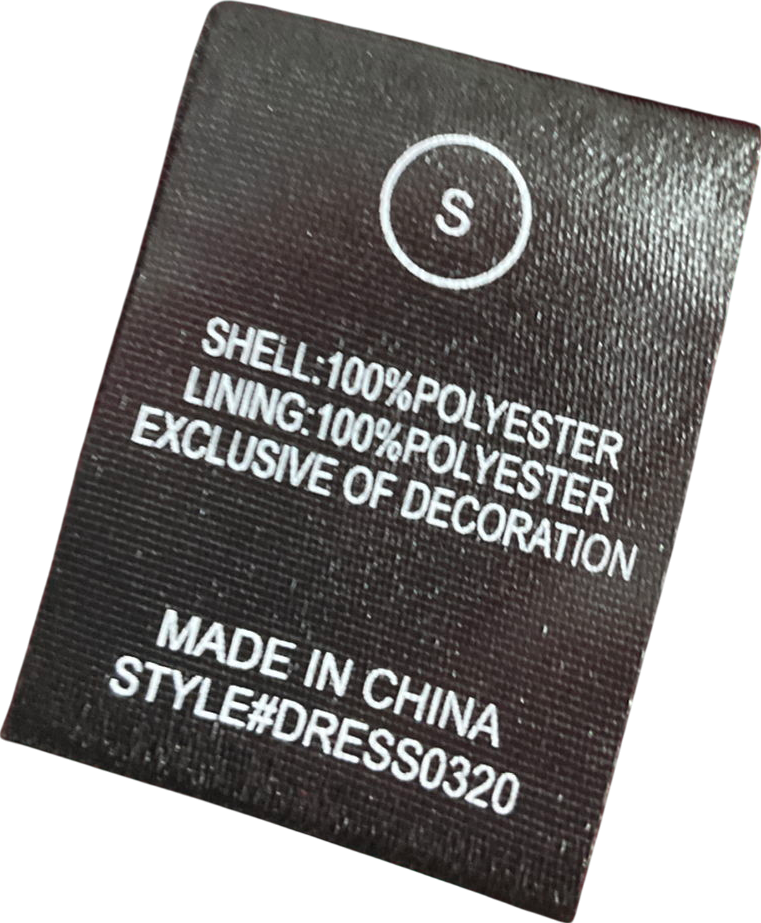 S
SHELL:100%POLYESTER
LINING:100%POLYESTER
EXCLUSIVE OF DECORATION
MADE IN CHINA
STYLE#DRESS0320